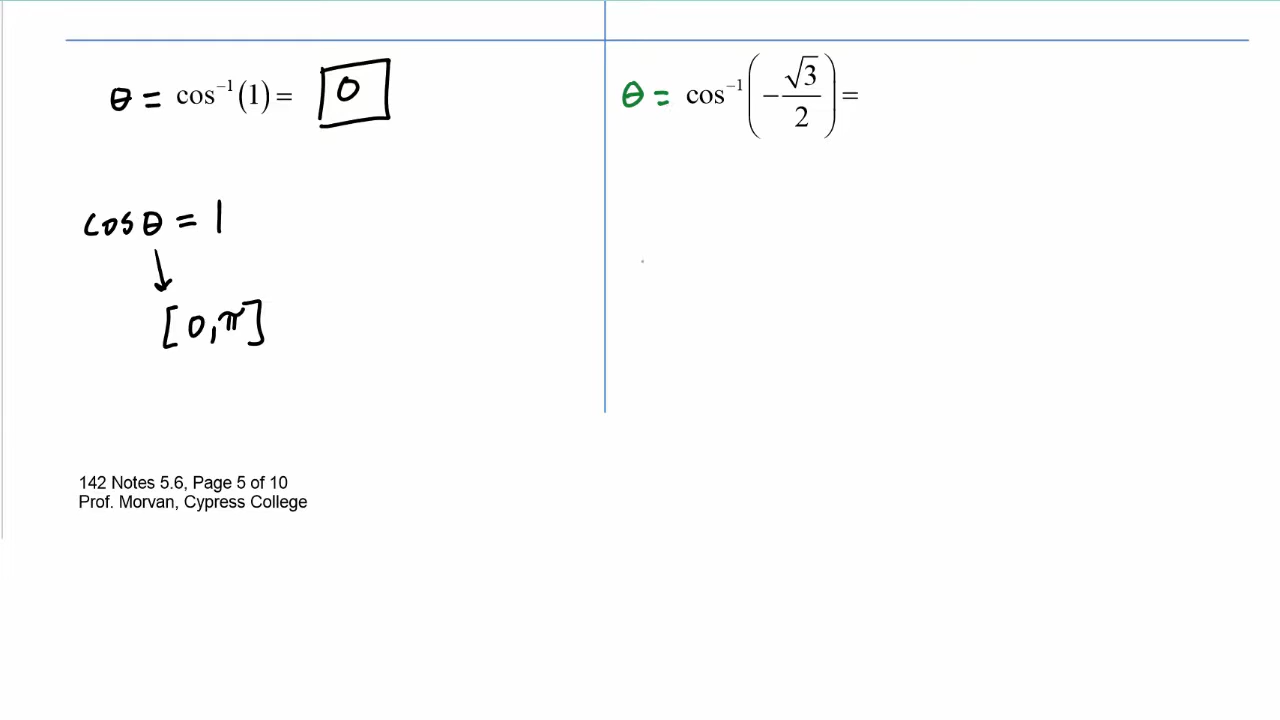 θ = cos⁻¹(1) = 0
cos θ = 1
[0, π]
θ = cos⁻¹(-√3/2) =
142 Notes 5.6, Page 5 of 10
Prof. Morvan, Cypress College